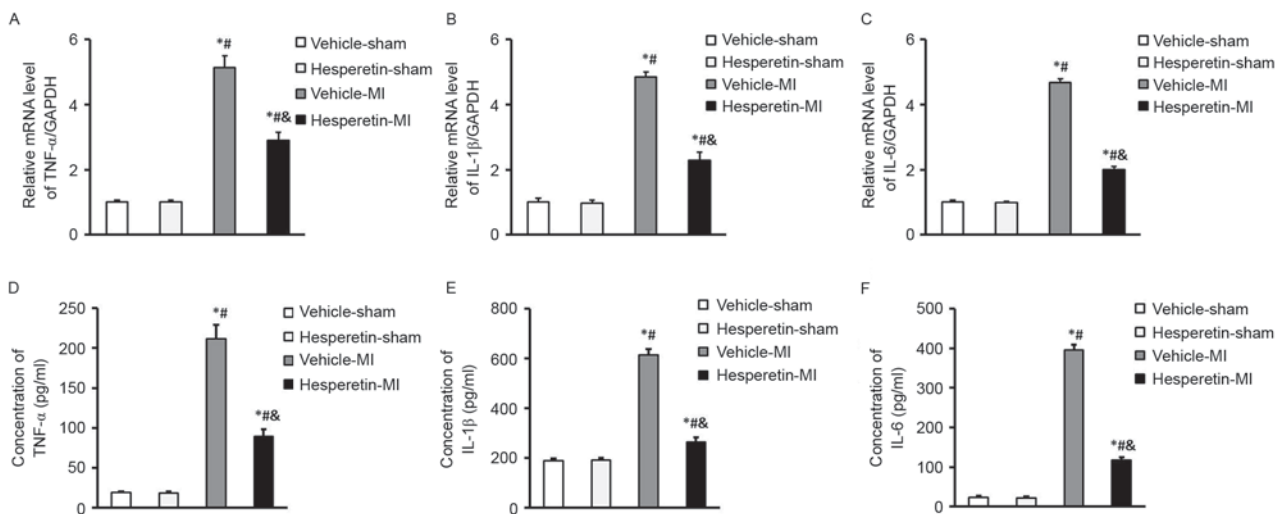 A
Relative mRNA level
of TNF-α/GAPDH
6
4
2
0
*#
*#&
Vehicle-sham
Hesperetin-sham
Vehicle-MI
Hesperetin-MI
B
Relative mRNA level
of IL-1β/GAPDH
6
4
2
0
*#
*#&
Vehicle-sham
Hesperetin-sham
Vehicle-MI
Hesperetin-MI
C
Relative mRNA level
of IL-6/GAPDH
6
4
2
0
*#
*#&
Vehicle-sham
Hesperetin-sham
Vehicle-MI
Hesperetin-MI
D
Concentration of
TNF-α (pg/ml)
250
200
150
100
50
0
*#
*#&
Vehicle-sham
Hesperetin-sham
Vehicle-MI
Hesperetin-MI
E
Concentration of
IL-1β (pg/ml)
800
600
400
200
0
*#
*#&
Vehicle-sham
Hesperetin-sham
Vehicle-MI
Hesperetin-MI
F
Concentration of
IL-6 (pg/ml)
500
400
300
200
100
0
*#
*#&
Vehicle-sham
Hesperetin-sham
Vehicle-MI
Hesperetin-MI